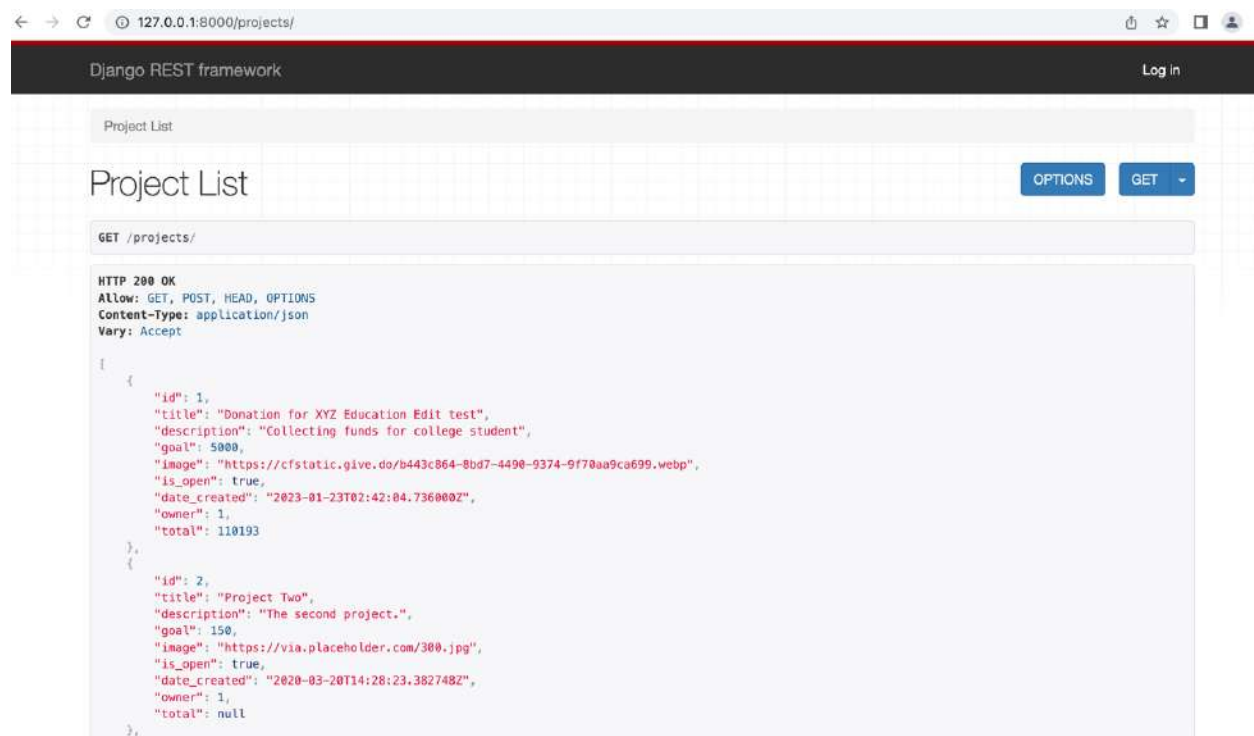 127.0.0.1:8000/projects/
Django REST framework
Log in
Project List
Project List
OPTIONS
GET
GET /projects/
HTTP 200 OK
Allow: GET, POST, HEAD, OPTIONS
Content-Type: application/json
Vary: Accept
[
{
"id": 1,
"title": "Donation for XYZ Education Edit test",
"description": "Collecting funds for college student",
"goal": 5000,
"image": "https://cfstatic.give.do/b443c864-8bd7-4490-9374-9f70aa9ca699.webp",
"is_open": true,
"date_created": "2023-01-23T02:42:04.736000Z",
"owner": 1,
"total": 110193
},
{
"id": 2,
"title": "Project Two",
"description": "The second project.",
"goal": 150,
"image": "https://via.placeholder.com/300.jpg",
"is_open": true,
"date_created": "2020-03-20T14:28:23.382748Z",
"owner": 1,
"total": null
},